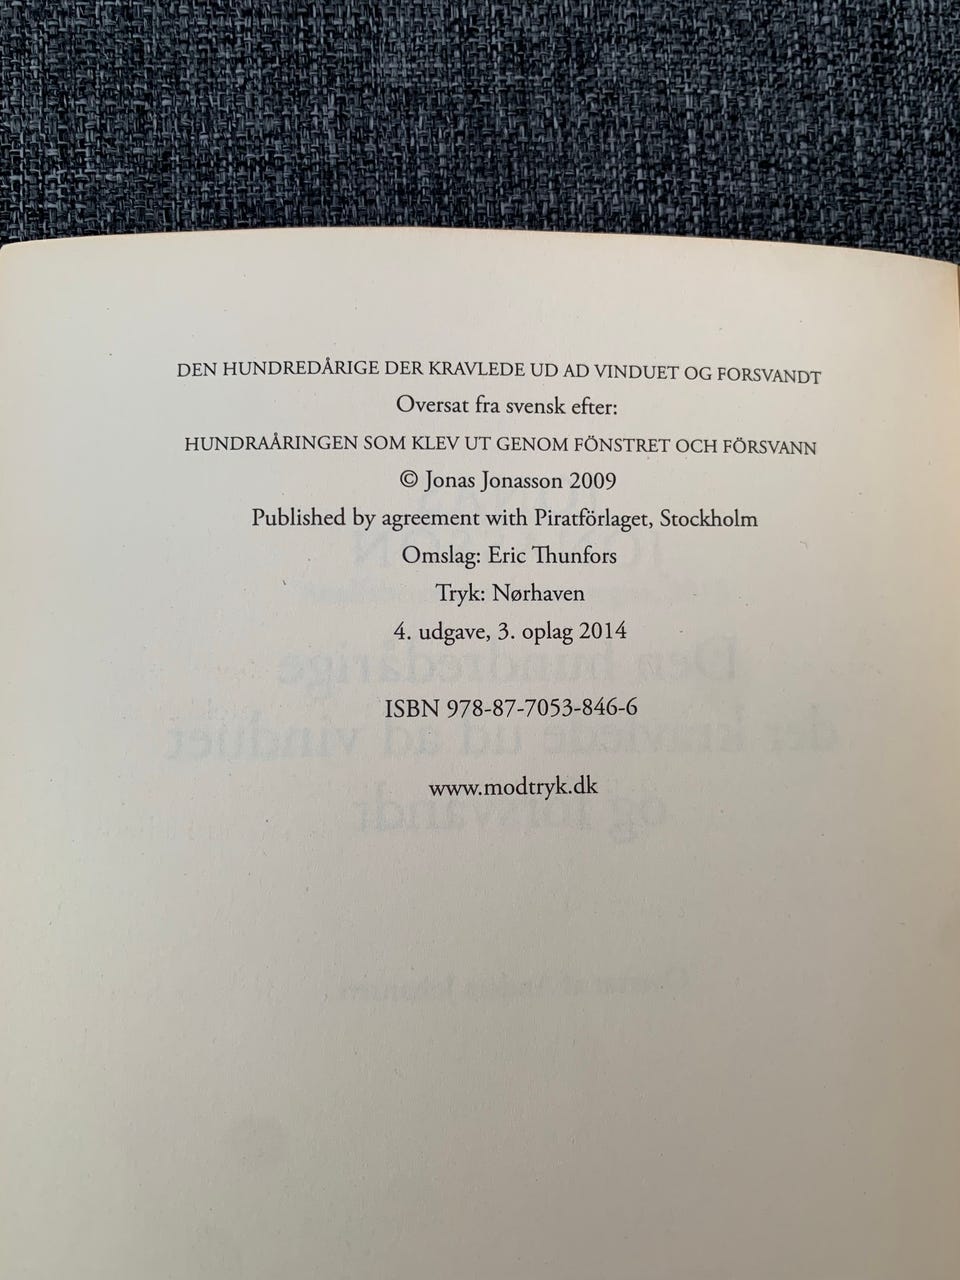 DEN HUNDREDÅRIGE DER KRAVLEDE UD AD VINDUET OG FORSVANDT
Oversat fra svensk efter:
HUNDRAÅRINGEN SOM KLEV UT GENOM FÖNSTRET OCH FÖRSVANN
© Jonas Jonasson 2009
Published by agreement with Piratförlaget, Stockholm
Omslag: Eric Thunfors
Tryk: Nørhaven
4. udgave, 3. oplag 2014
ISBN 978-87-7053-846-6
www.modtryk.dk